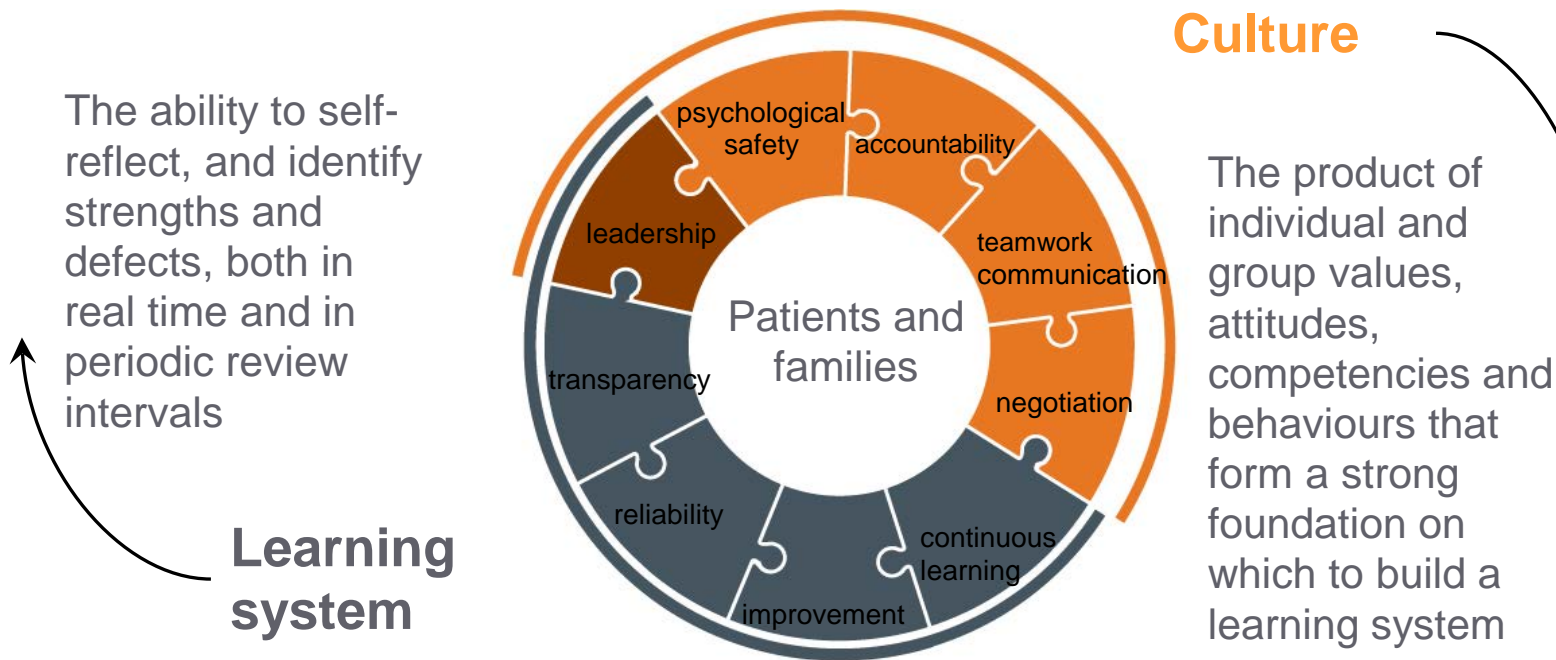 Culture
The ability to self-
reflect, and identify
strengths and
defects, both in
real time and in
periodic review
intervals
Learning
system
psychological
safety
accountability
leadership
teamwork
communication
Patients and
families
transparency
negotiation
reliability
continuous
learning
improvement
The product of
individual and
group values,
attitudes,
competencies and
behaviours that
form a strong
foundation on
which to build a
learning system